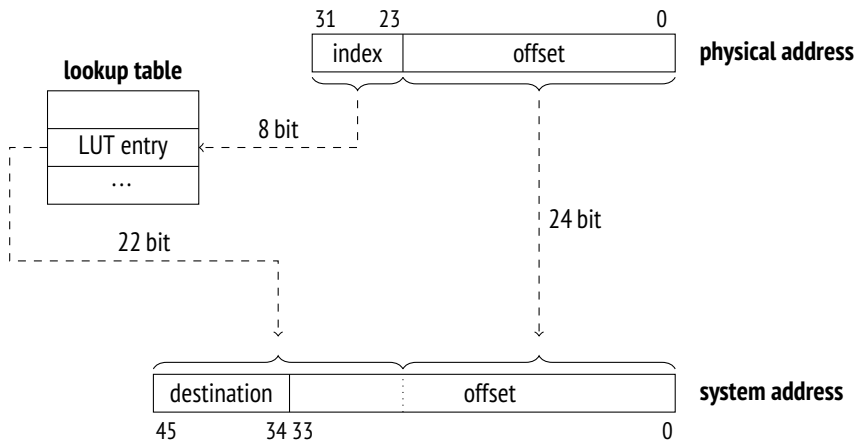 31 23 0
index offset physical address
lookup table
8 bit
LUT entry
...
24 bit
22 bit
destination offset system address
45 34 33 0